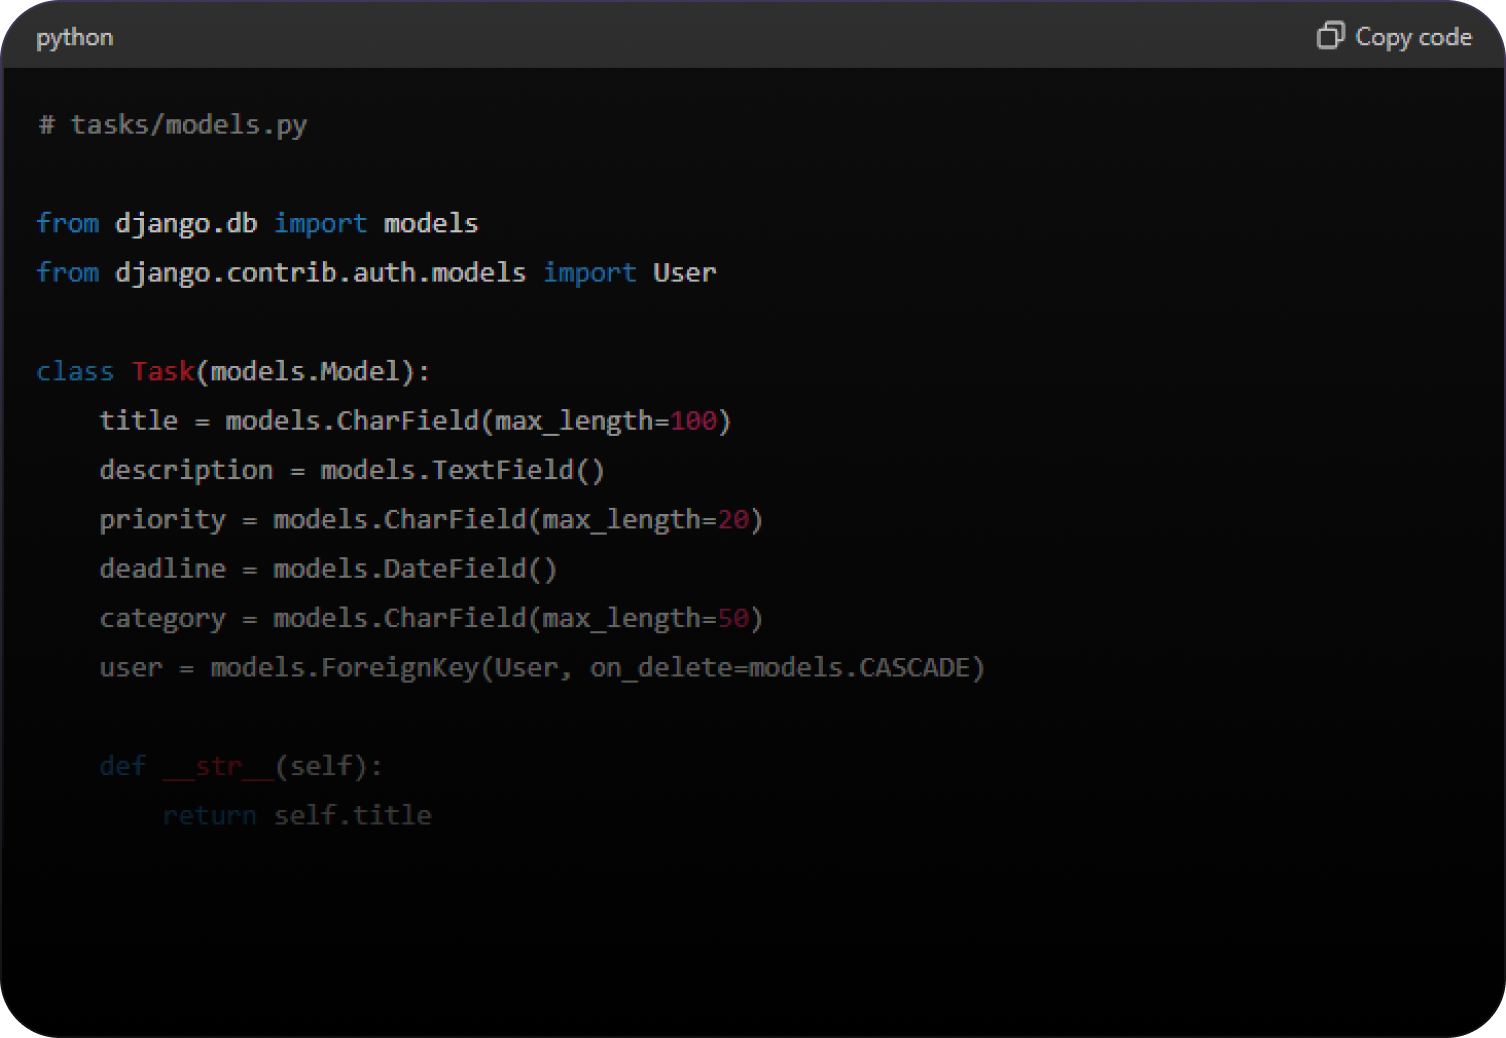 python
Copy code
# tasks/models.py
from django.db import models
from django.contrib.auth.models import User
class Task(models.Model):
    title = models.CharField(max_length=100)
    description = models.TextField()
    priority = models.CharField(max_length=20)
    deadline = models.DateField()
    category = models.CharField(max_length=50)
    user = models.ForeignKey(User, on_delete=models.CASCADE)
    def __str__(self):
        return self.title